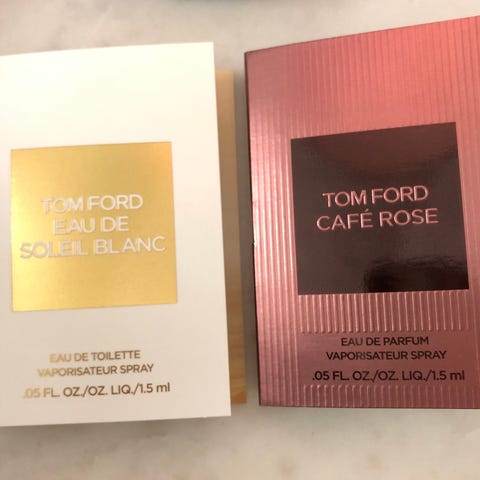 TOM FORD
EAU DE
SOLEIL BLANC
EAU DE TOILETTE
VAPORISATEUR SPRAY
.05 FL. OZ./OZ. LIQ./1.5 ml
TOM FORD
CAFÉ ROSE
EAU DE PARFUM
VAPORISATEUR SPRAY
.05 FL. OZ./OZ. LIQ./1.5 ml